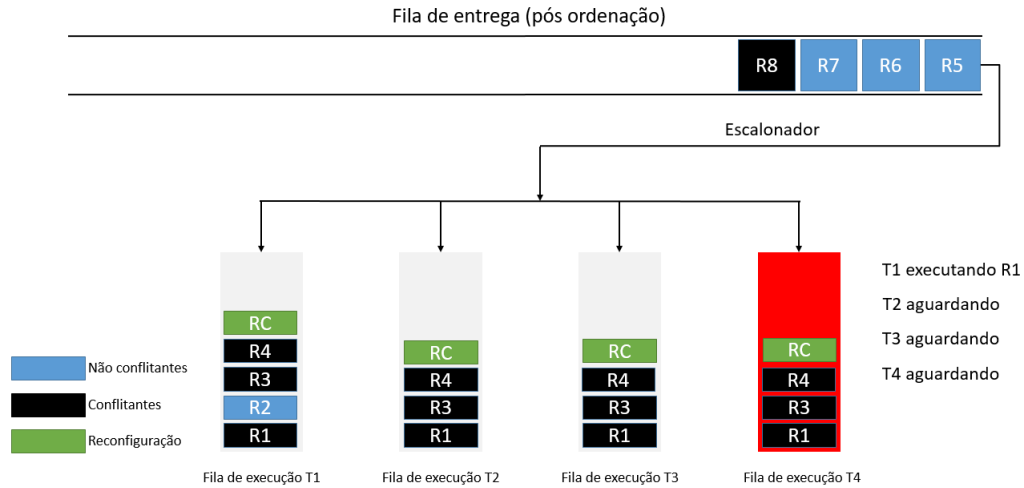 Fila de entrega (pós ordenação)
R8 R7 R6 R5
Escalonador
T1 executando R1
T2 aguardando
T3 aguardando
T4 aguardando
RC
R4 RC RC RC
R3 R4 R4 R4
R2 R3 R3 R3
R1 R1 R1 R1
Não conflitantes
Conflitantes
Reconfiguração
Fila de execução T1
Fila de execução T2
Fila de execução T3
Fila de execução T4